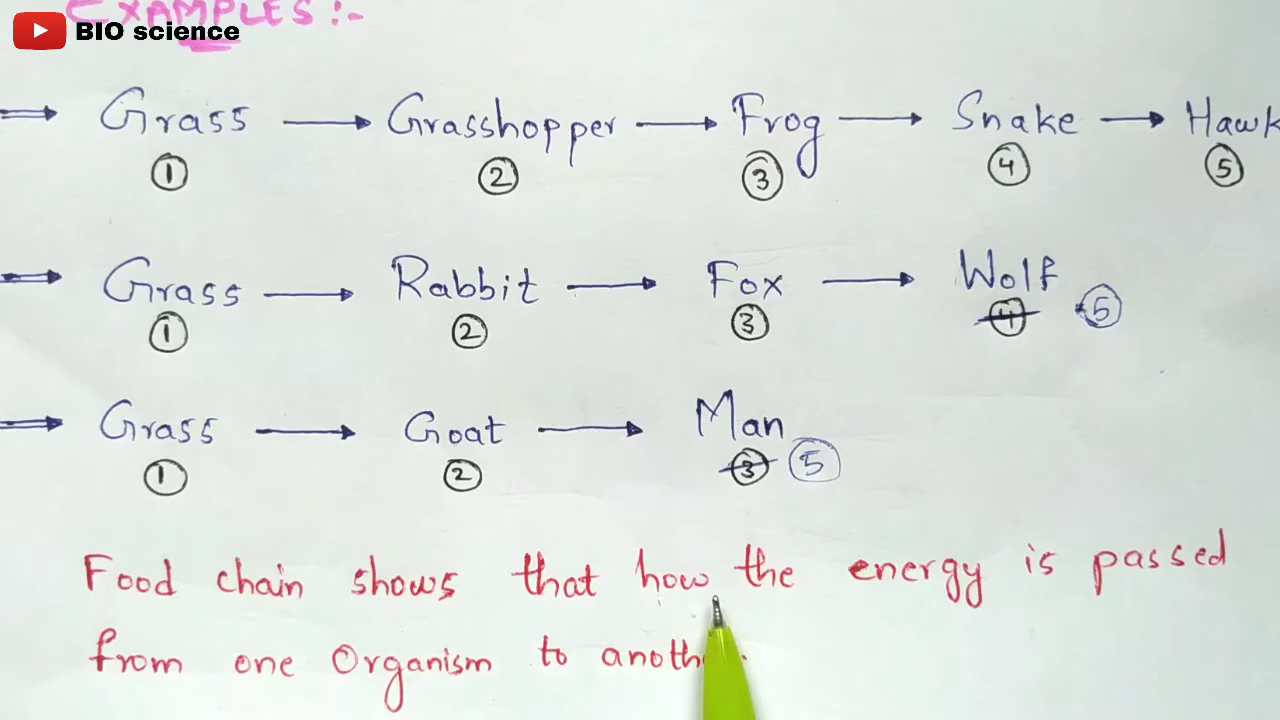 EXAMPLES :-
BIO science
⇒ Grass → Grasshopper → Frog → Snake → Hawk
① ② ③ ④ ⑤
⇒ Grass → Rabbit → Fox → Wolf
① ② ③ ④ ⑤
⇒ Grass → Goat → Man
① ② ③ ⑤
Food chain shows that how the energy is passed
from one Organism to